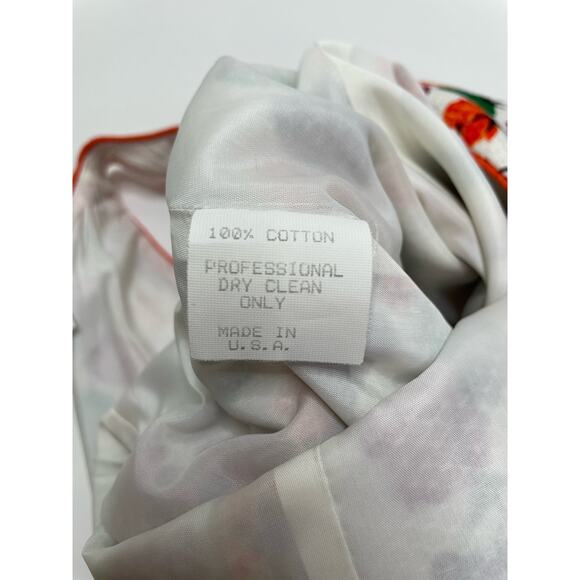 100% COTTON
PROFESSIONAL
DRY CLEAN
ONLY
MADE IN
U.S.A.